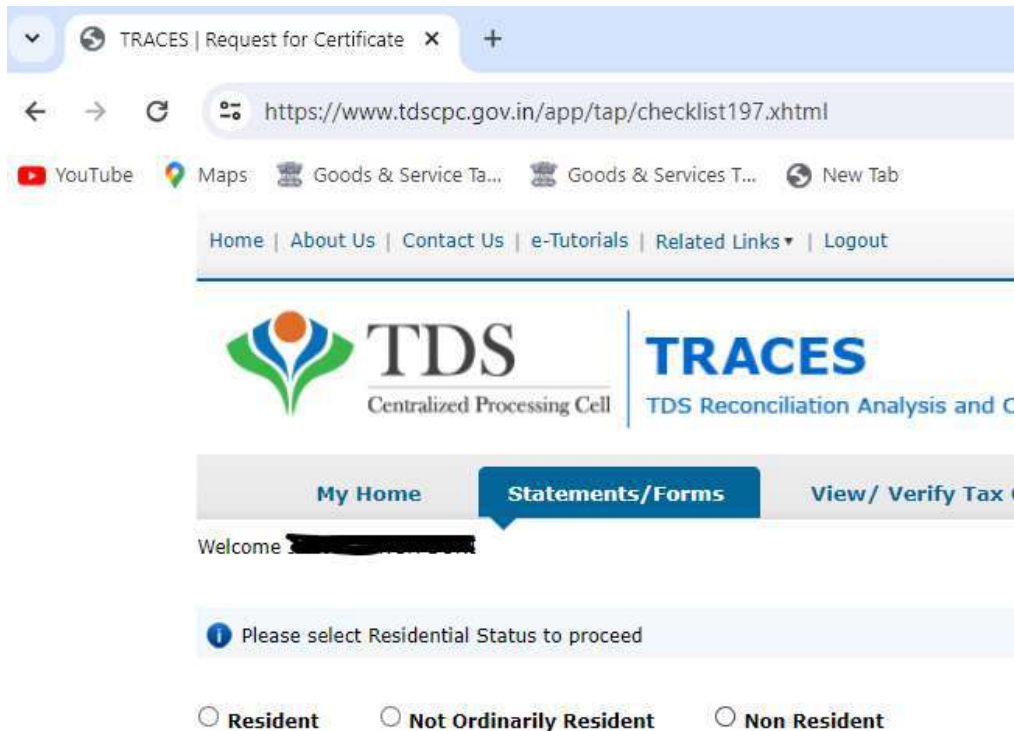 TRACES | Request for Certificate
https://www.tdscpc.gov.in/app/tap/checklist197.xhtml
YouTube Maps Goods & Service Ta... Goods & Services T... New Tab
Home | About Us | Contact Us | e-Tutorials | Related Links | Logout
TDS
Centralized Processing Cell
TRACES
TDS Reconciliation Analysis and C
My Home Statements/Forms View/ Verify Tax
Welcome
Please select Residential Status to proceed
Resident Not Ordinarily Resident Non Resident